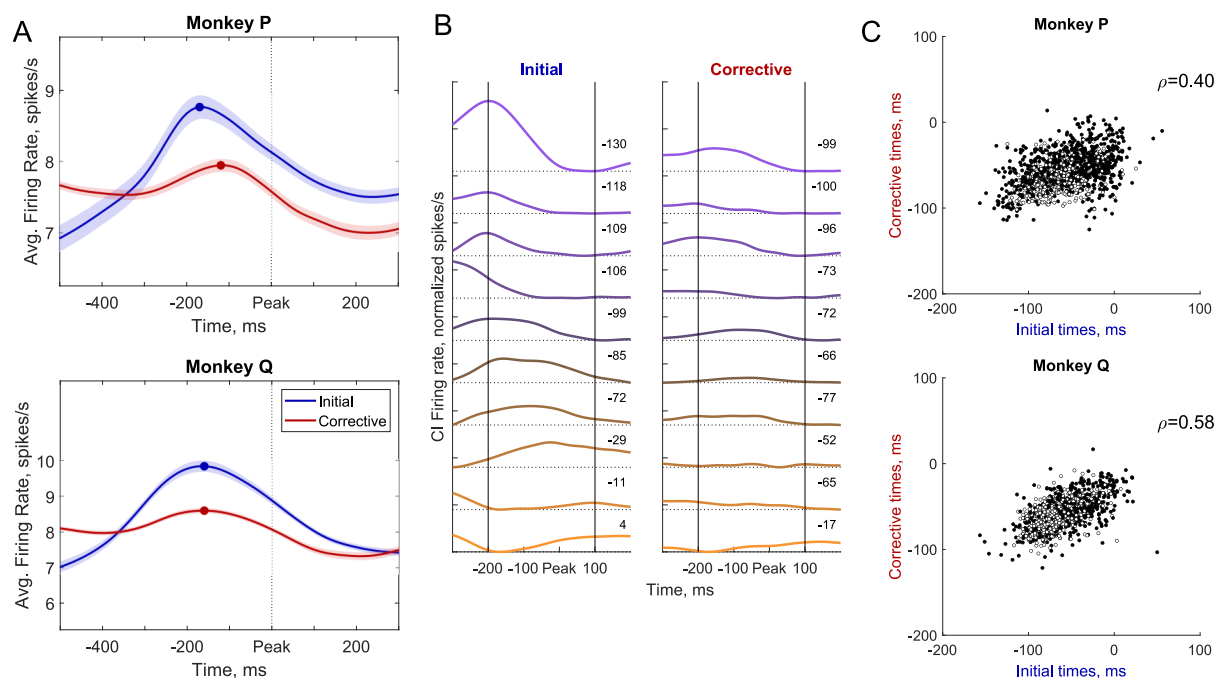 A
Monkey P
Avg. Firing Rate, spikes/s
9
8
7
-400
-200
Peak
200
Time, ms
Monkey Q
Initial
Corrective
Avg. Firing Rate, spikes/s
10
9
8
7
6
-400
-200
Peak
200
Time, ms
B
Initial
Corrective
CI Firing rate, normalized spikes/s
-130
-99
-118
-100
-109
-96
-106
-73
-99
-72
-85
-66
-72
-77
-29
-52
-11
-65
4
-17
-200
-100
Peak
100
-200
-100
Peak
100
Time, ms
C
Monkey P
ρ=0.40
Corrective times, ms
100
0
-100
-200
-200
-100
0
100
Initial times, ms
Monkey Q
ρ=0.58
Corrective times, ms
100
0
-100
-200
-200
-100
0
100
Initial times, ms